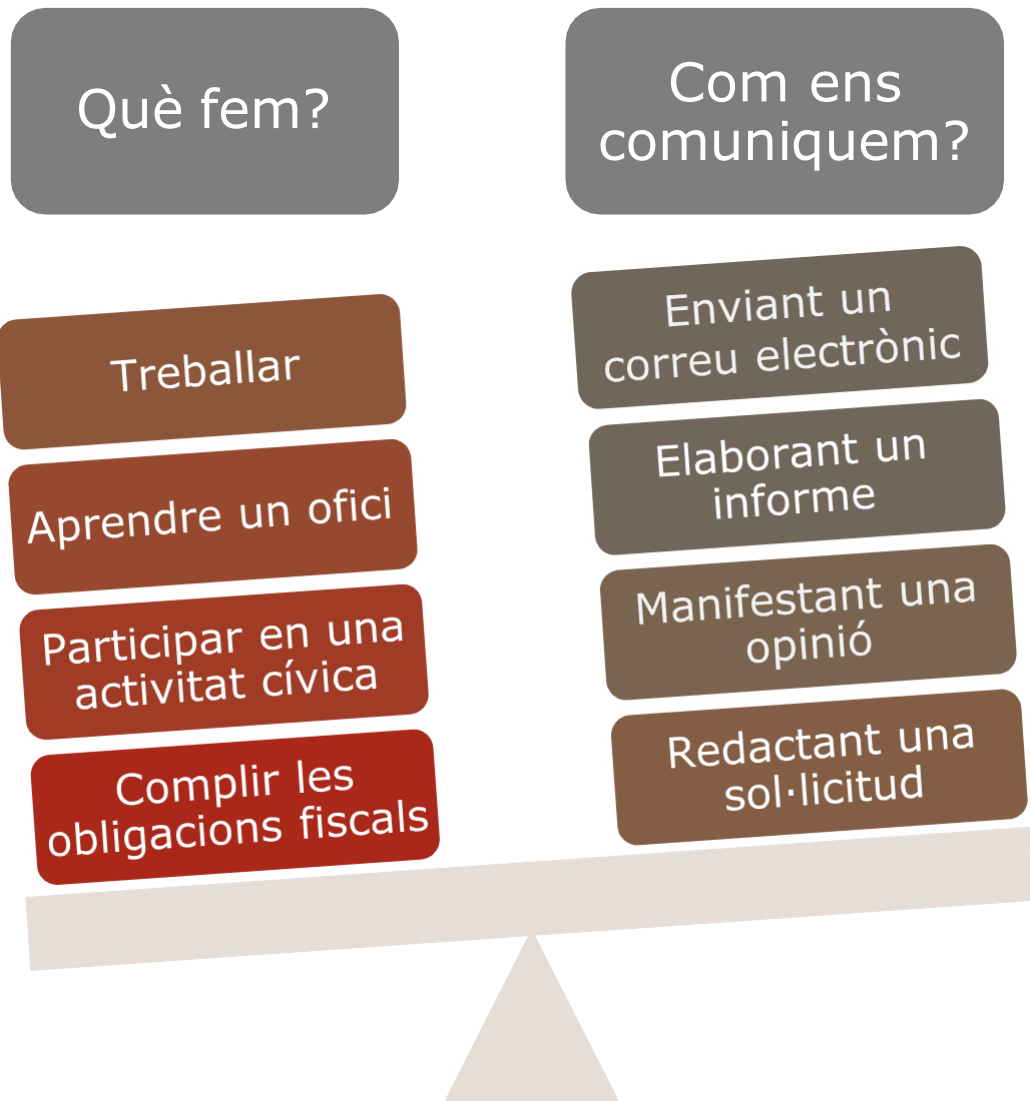 Què fem?
Com ens
comuniquem?
Treballar
Aprendre un ofici
Participar en una
activitat cívica
Complir les
obligacions fiscals
Enviant un
correu electrònic
Elaborant un
informe
Manifestant una
opinió
Redactant una
sol·licitud